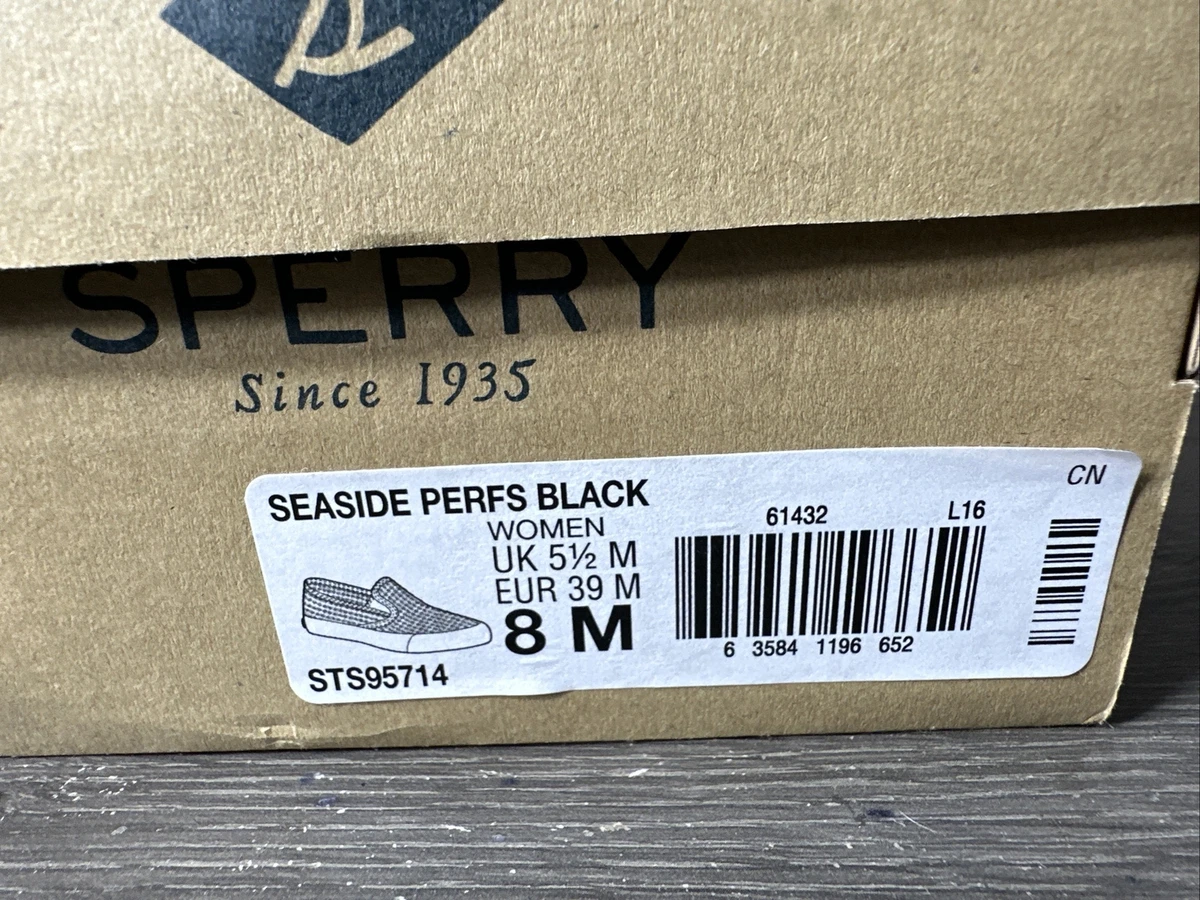 SPERRY
Since 1935
CN
SEASIDE PERFS BLACK
WOMEN
UK 5½ M
EUR 39 M
8 M
STS95714
61432
L16
6 3584 1196 652